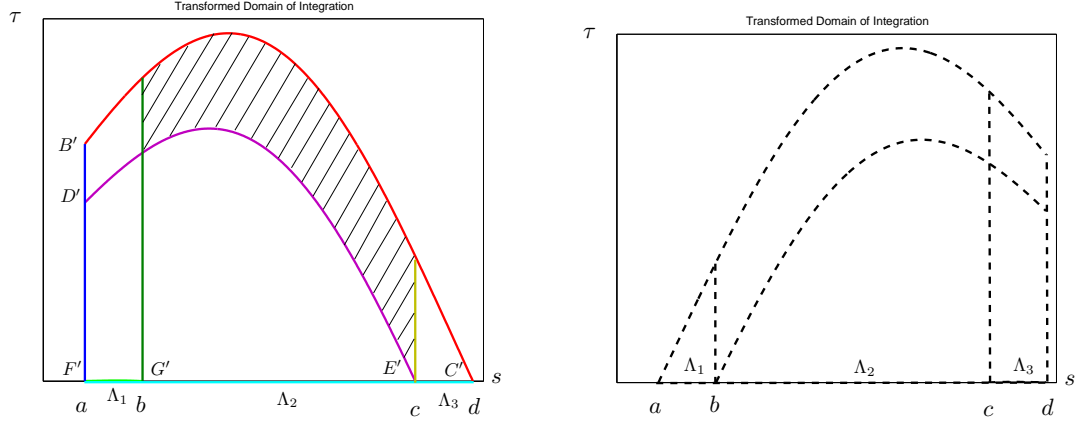 Transformed Domain of Integration
τ
B′
D′
F′
G′
E′
C′
s
a
Λ₁
b
Λ₂
c
Λ₃
d
Transformed Domain of Integration
τ
Λ₁
Λ₂
Λ₃
s
a
b
c
d